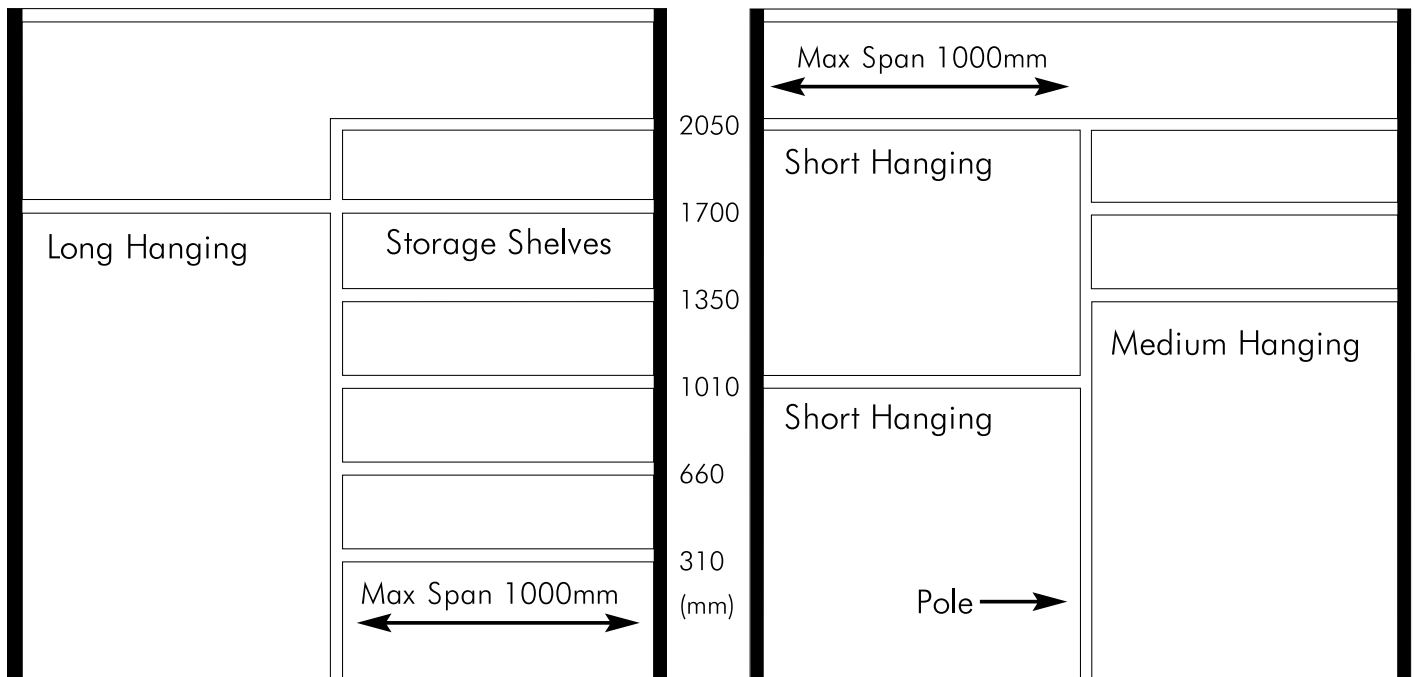 Long Hanging
Storage Shelves
Max Span 1000mm
2050
1700
1350
1010
660
310
(mm)
Max Span 1000mm
Short Hanging
Short Hanging
Medium Hanging
Pole